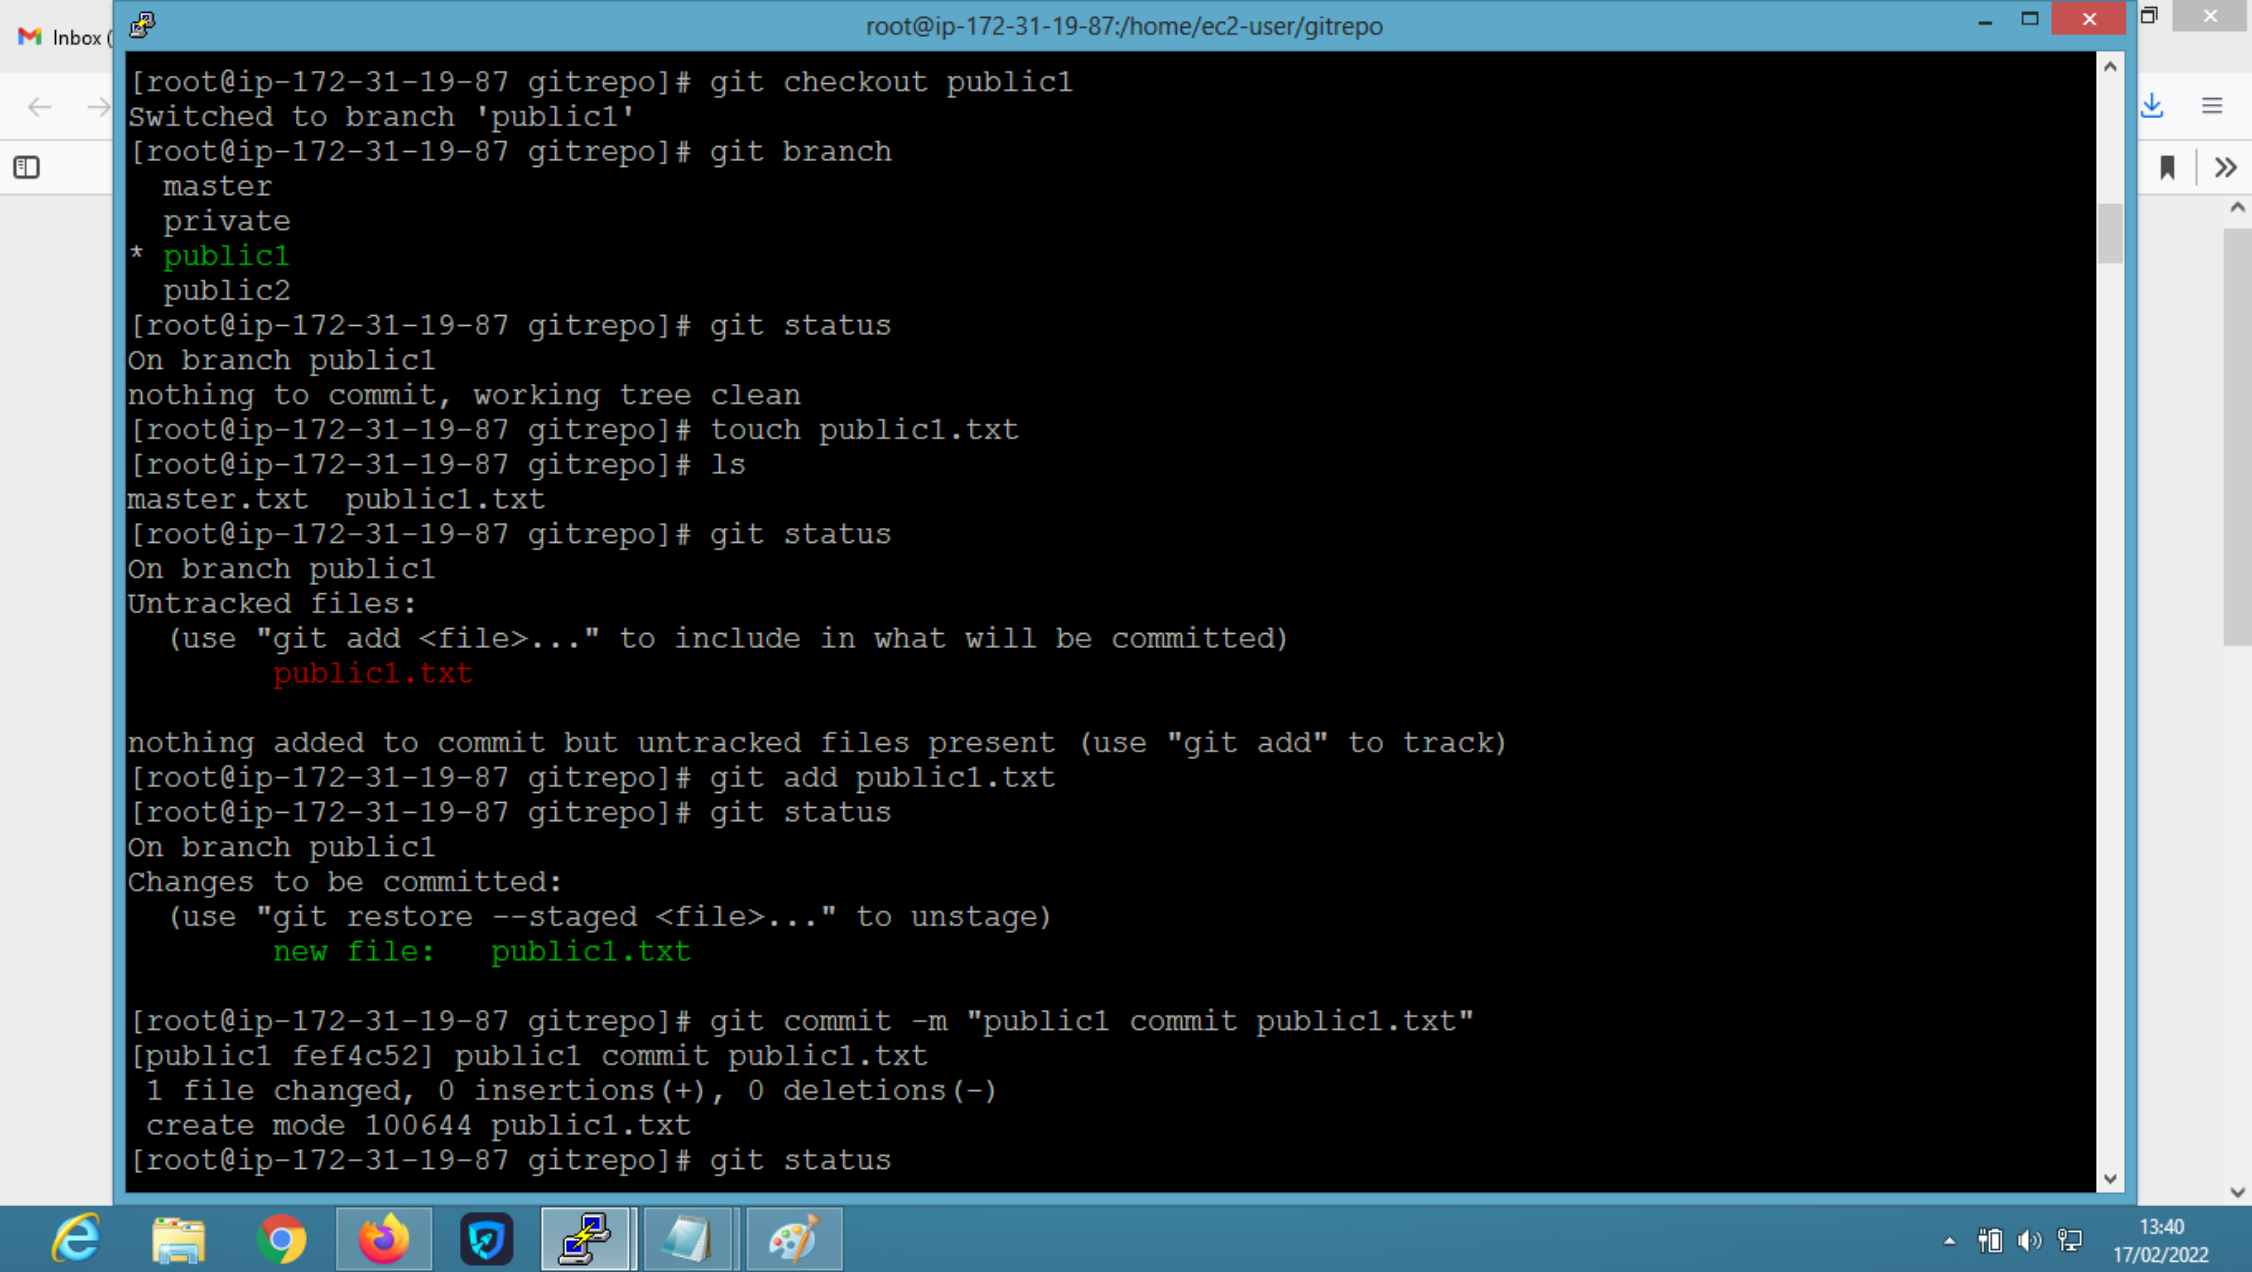 Inbox (
root@ip-172-31-19-87:/home/ec2-user/gitrepo
[root@ip-172-31-19-87 gitrepo]# git checkout public1
Switched to branch 'public1'
[root@ip-172-31-19-87 gitrepo]# git branch
  master
  private
* public1
  public2
[root@ip-172-31-19-87 gitrepo]# git status
On branch public1
nothing to commit, working tree clean
[root@ip-172-31-19-87 gitrepo]# touch public1.txt
[root@ip-172-31-19-87 gitrepo]# ls
master.txt  public1.txt
[root@ip-172-31-19-87 gitrepo]# git status
On branch public1
Untracked files:
  (use "git add <file>..." to include in what will be committed)
        public1.txt
nothing added to commit but untracked files present (use "git add" to track)
[root@ip-172-31-19-87 gitrepo]# git add public1.txt
[root@ip-172-31-19-87 gitrepo]# git status
On branch public1
Changes to be committed:
  (use "git restore --staged <file>..." to unstage)
        new file:   public1.txt
[root@ip-172-31-19-87 gitrepo]# git commit -m "public1 commit public1.txt"
[public1 fef4c52] public1 commit public1.txt
 1 file changed, 0 insertions(+), 0 deletions(-)
 create mode 100644 public1.txt
[root@ip-172-31-19-87 gitrepo]# git status
13:40
17/02/2022